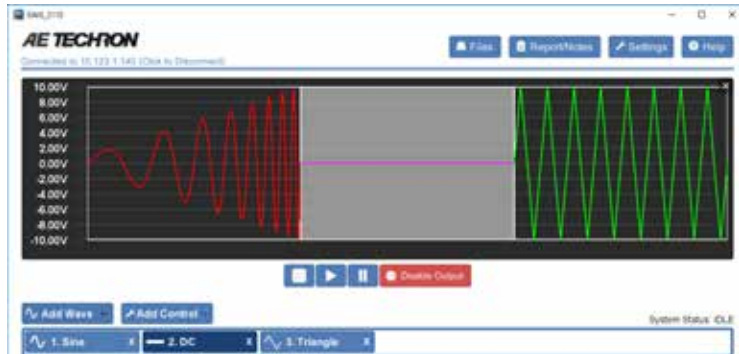 AE TECHRON
Connected to 10.123.1.140 (Click to Disconnect)
Files
Report/Notes
Settings
Help
10.00V
8.00V
6.00V
4.00V
2.00V
0.00V
-2.00V
-4.00V
-6.00V
-8.00V
-10.00V
Disable Output
Add Wave
Add Control
System Status: IDLE
1. Sine x
2. DC x
3. Triangle x